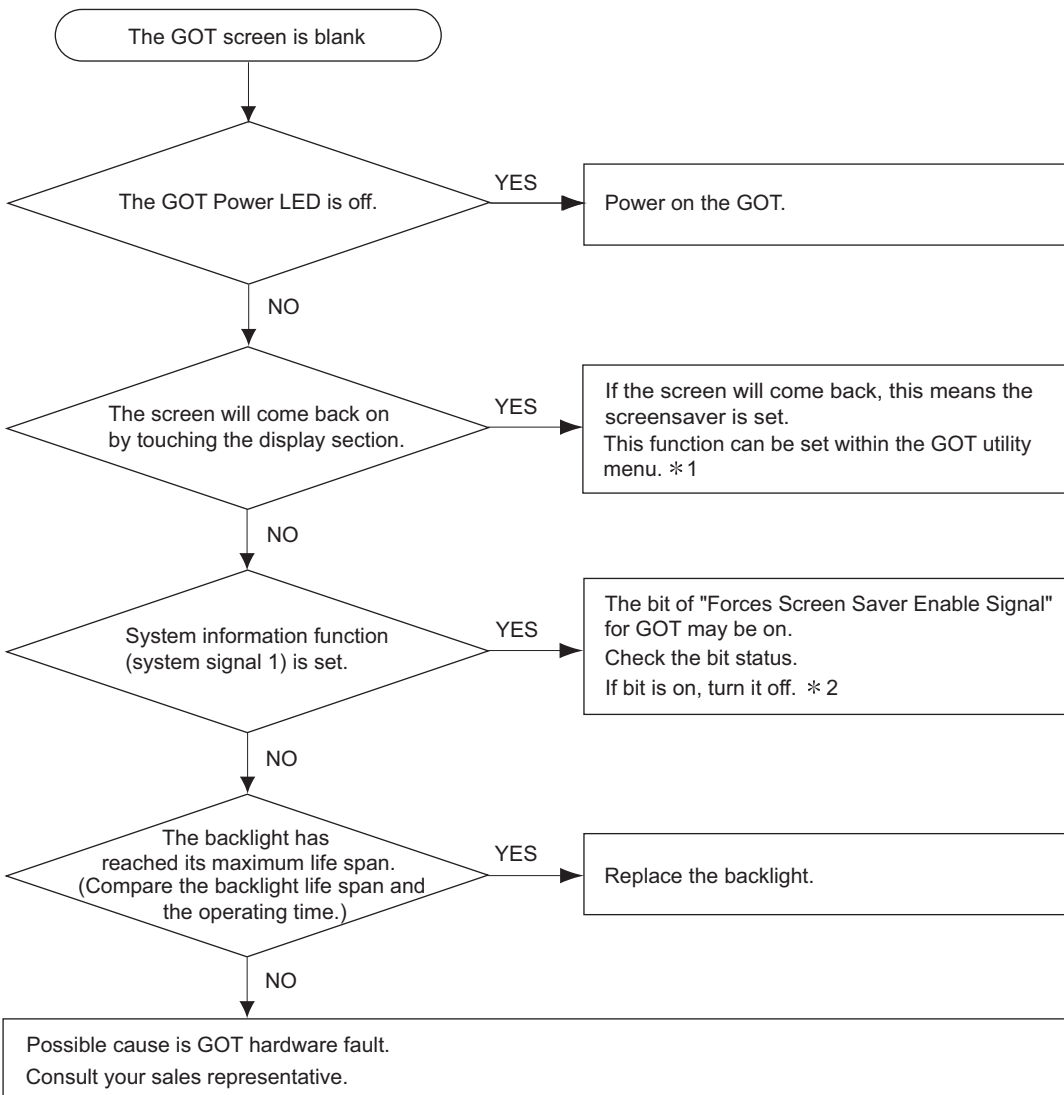 The GOT screen is blank
The GOT Power LED is off.
YES
Power on the GOT.
NO
The screen will come back on
by touching the display section.
YES
If the screen will come back, this means the
screensaver is set.
This function can be set within the GOT utility
menu. ＊1
NO
System information function
(system signal 1) is set.
YES
The bit of "Forces Screen Saver Enable Signal"
for GOT may be on.
Check the bit status.
If bit is on, turn it off. ＊2
NO
The backlight has
reached its maximum life span.
(Compare the backlight life span and
the operating time.)
YES
Replace the backlight.
NO
Possible cause is GOT hardware fault.
Consult your sales representative.